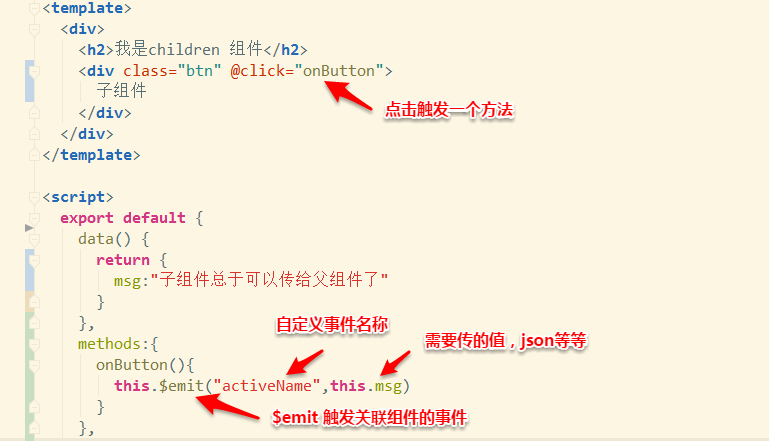 <template>
<div>
<h2>我是children 组件</h2>
<div class="btn" @click="onButton">
子组件
点击触发一个方法
</div>
</div>
</template>
<script>
export default {
data() {
return {
msg:"子组件总于可以传给父组件了"
}
},
自定义事件名称
methods:{
需要传的值，json等等
onButton(){
this.$emit("activeName",this.msg)
}
$emit 触发关联组件的事件
},